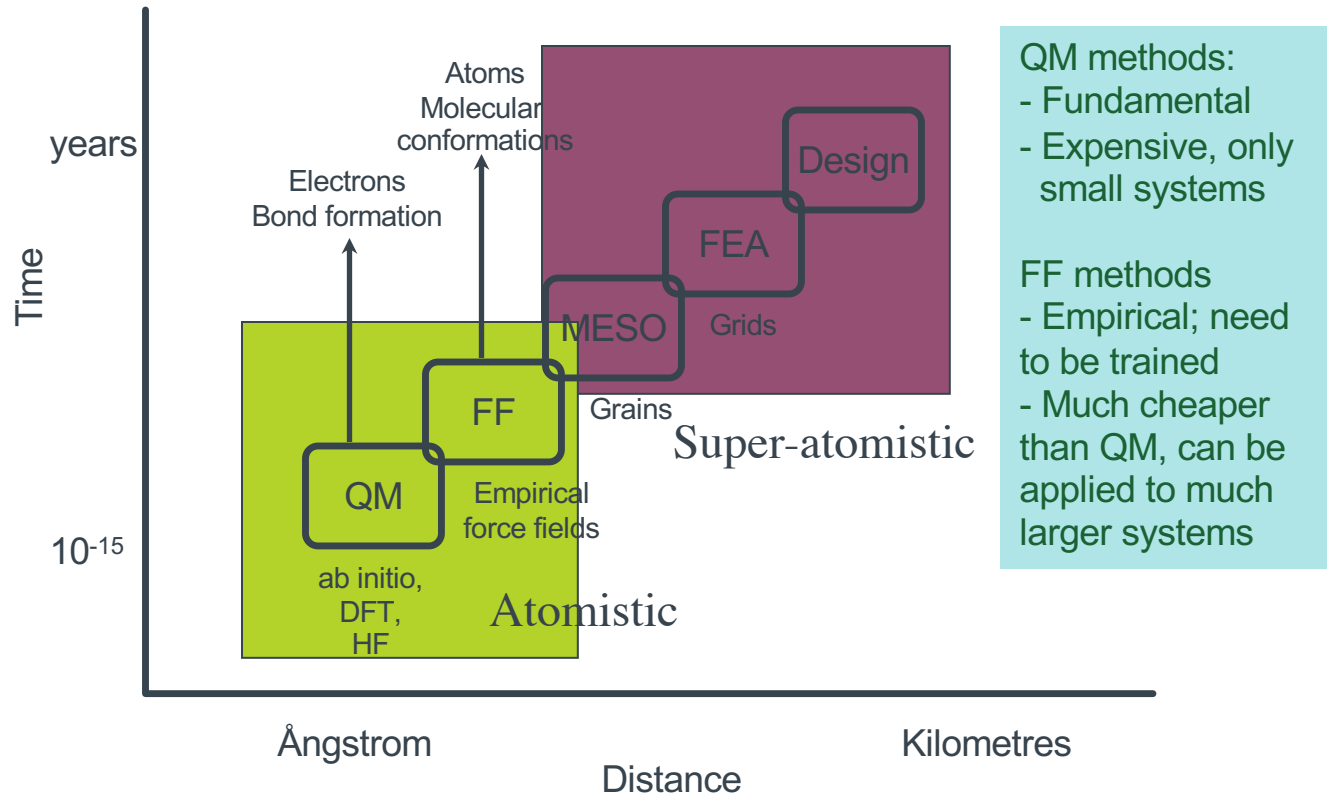 Time
years
10-15
Electrons
Bond formation
Atoms
Molecular
conformations
Design
FEA
MESO
Grids
FF
Grains
Super-atomistic
QM
Empirical
force fields
ab initio,
DFT,
HF
Atomistic
Ångstrom
Kilometres
Distance
QM methods:
- Fundamental
- Expensive, only
small systems
FF methods
- Empirical; need
to be trained
- Much cheaper
than QM, can be
applied to much
larger systems